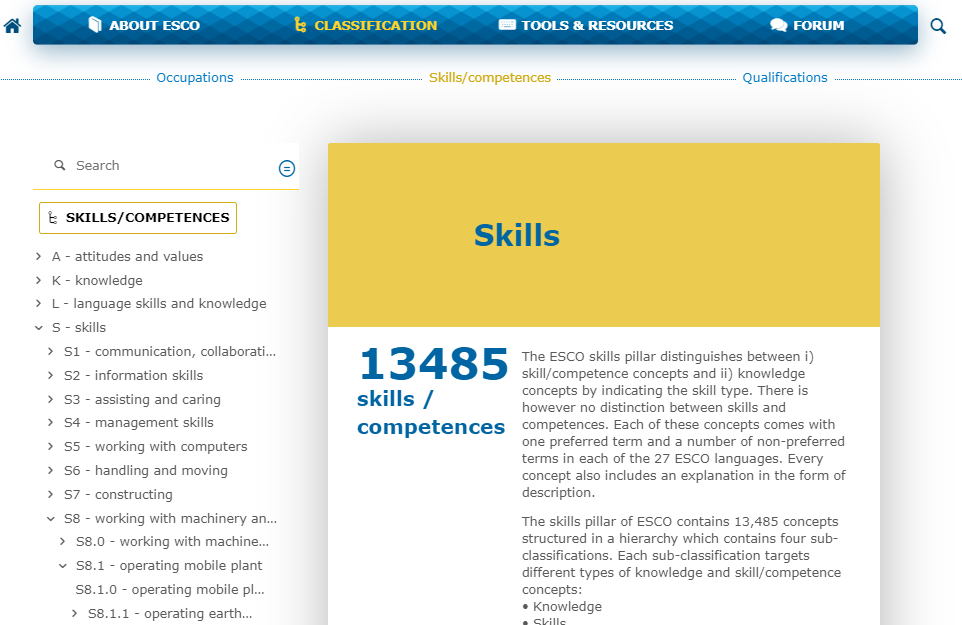 ABOUT ESCO
CLASSIFICATION
TOOLS & RESOURCES
FORUM
Occupations
Skills/competences
Qualifications
Search
SKILLS/COMPETENCES
A - attitudes and values
K - knowledge
L - language skills and knowledge
S - skills
S1 - communication, collaborati...
S2 - information skills
S3 - assisting and caring
S4 - management skills
S5 - working with computers
S6 - handling and moving
S7 - constructing
S8 - working with machinery an...
S8.0 - working with machine...
S8.1 - operating mobile plant
S8.1.0 - operating mobile pl...
S8.1.1 - operating earth...
Skills
13485
skills /
competences
The ESCO skills pillar distinguishes between i)
skill/competence concepts and ii) knowledge
concepts by indicating the skill type. There is
however no distinction between skills and
competences. Each of these concepts comes with
one preferred term and a number of non-preferred
terms in each of the 27 ESCO languages. Every
concept also includes an explanation in the form of
description.
The skills pillar of ESCO contains 13,485 concepts
structured in a hierarchy which contains four sub-
classifications. Each sub-classification targets
different types of knowledge and skill/competence
concepts:
• Knowledge
• Skills